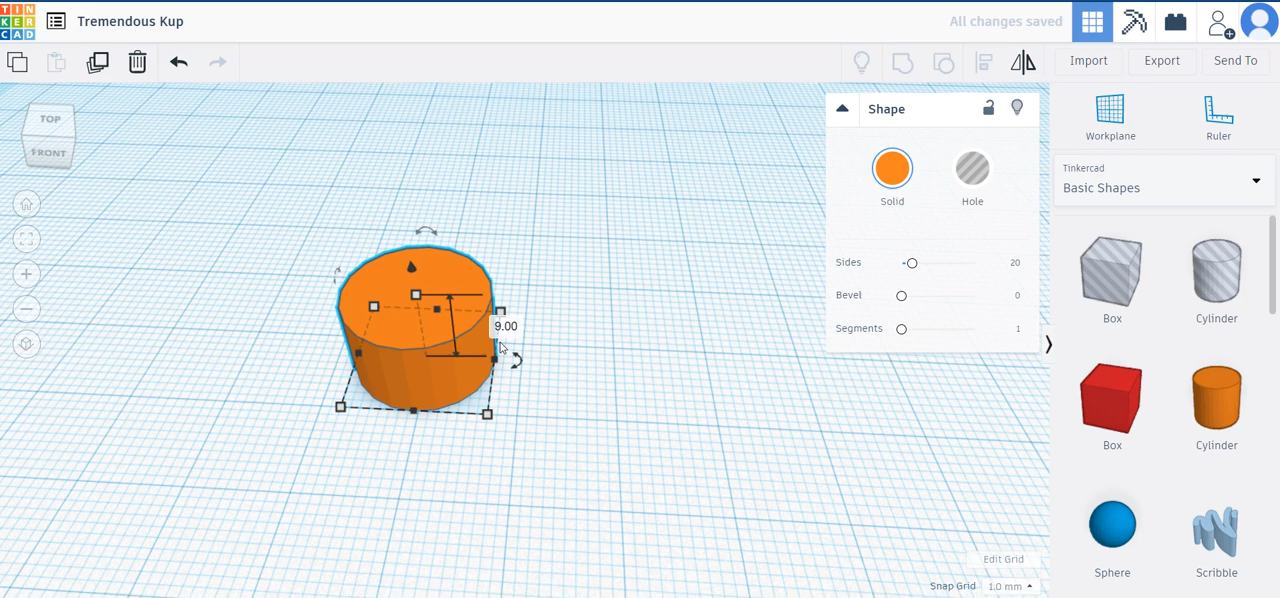 TIN
KER
CAD
Tremendous Kup
All changes saved
Import
Export
Send To
TOP
FRONT
Shape
Solid
Hole
Sides
20
Bevel
0
Segments
1
9.00
Workplane
Ruler
Tinkercad
Basic Shapes
Box
Cylinder
Box
Cylinder
Sphere
Scribble
Edit Grid
Snap Grid 1.0 mm